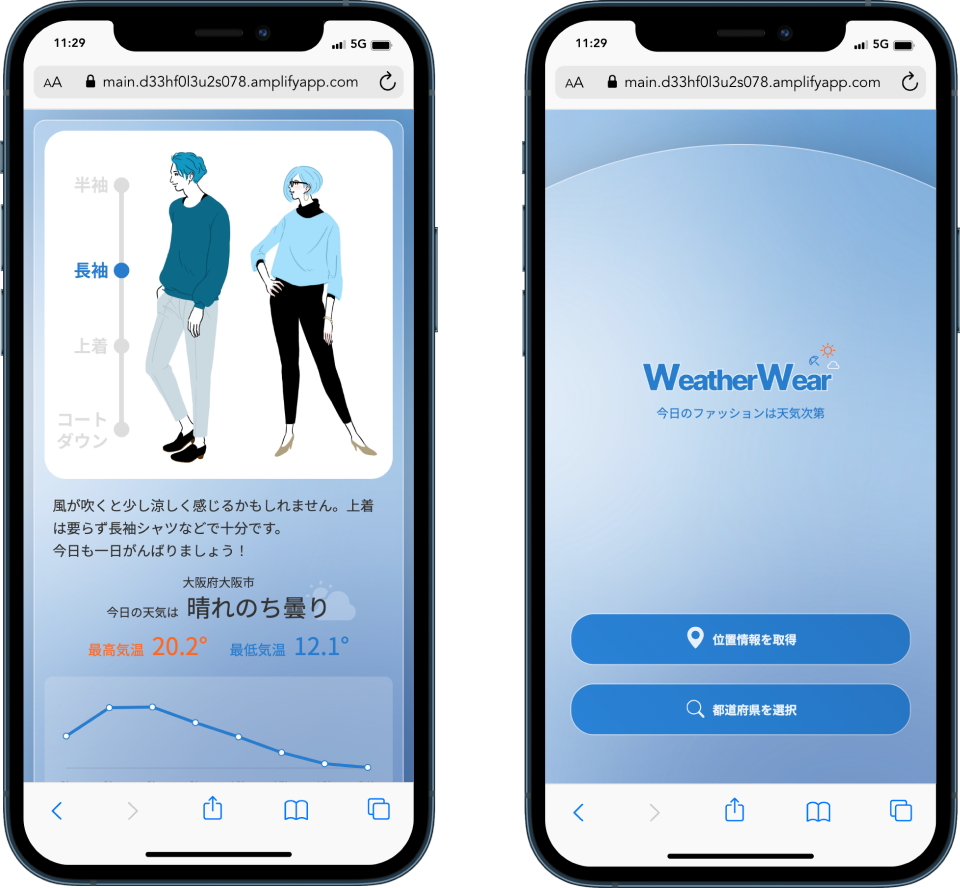 11:29
5G
AA
main.d33hf0l3u2s078.amplifyapp.com
半袖
長袖
上着
コート
ダウン
風が吹くと少し涼しく感じるかもしれません。上着
は要らず長袖シャツなどで十分です。
今日も一日がんばりましょう！
大阪府大阪市
今日の天気は 晴れのち曇り
最高気温 20.2° 最低気温 12.1°
11:29
5G
AA
main.d33hf0l3u2s078.amplifyapp.com
WeatherWear
今日のファッションは天気次第
位置情報を取得
都道府県を選択